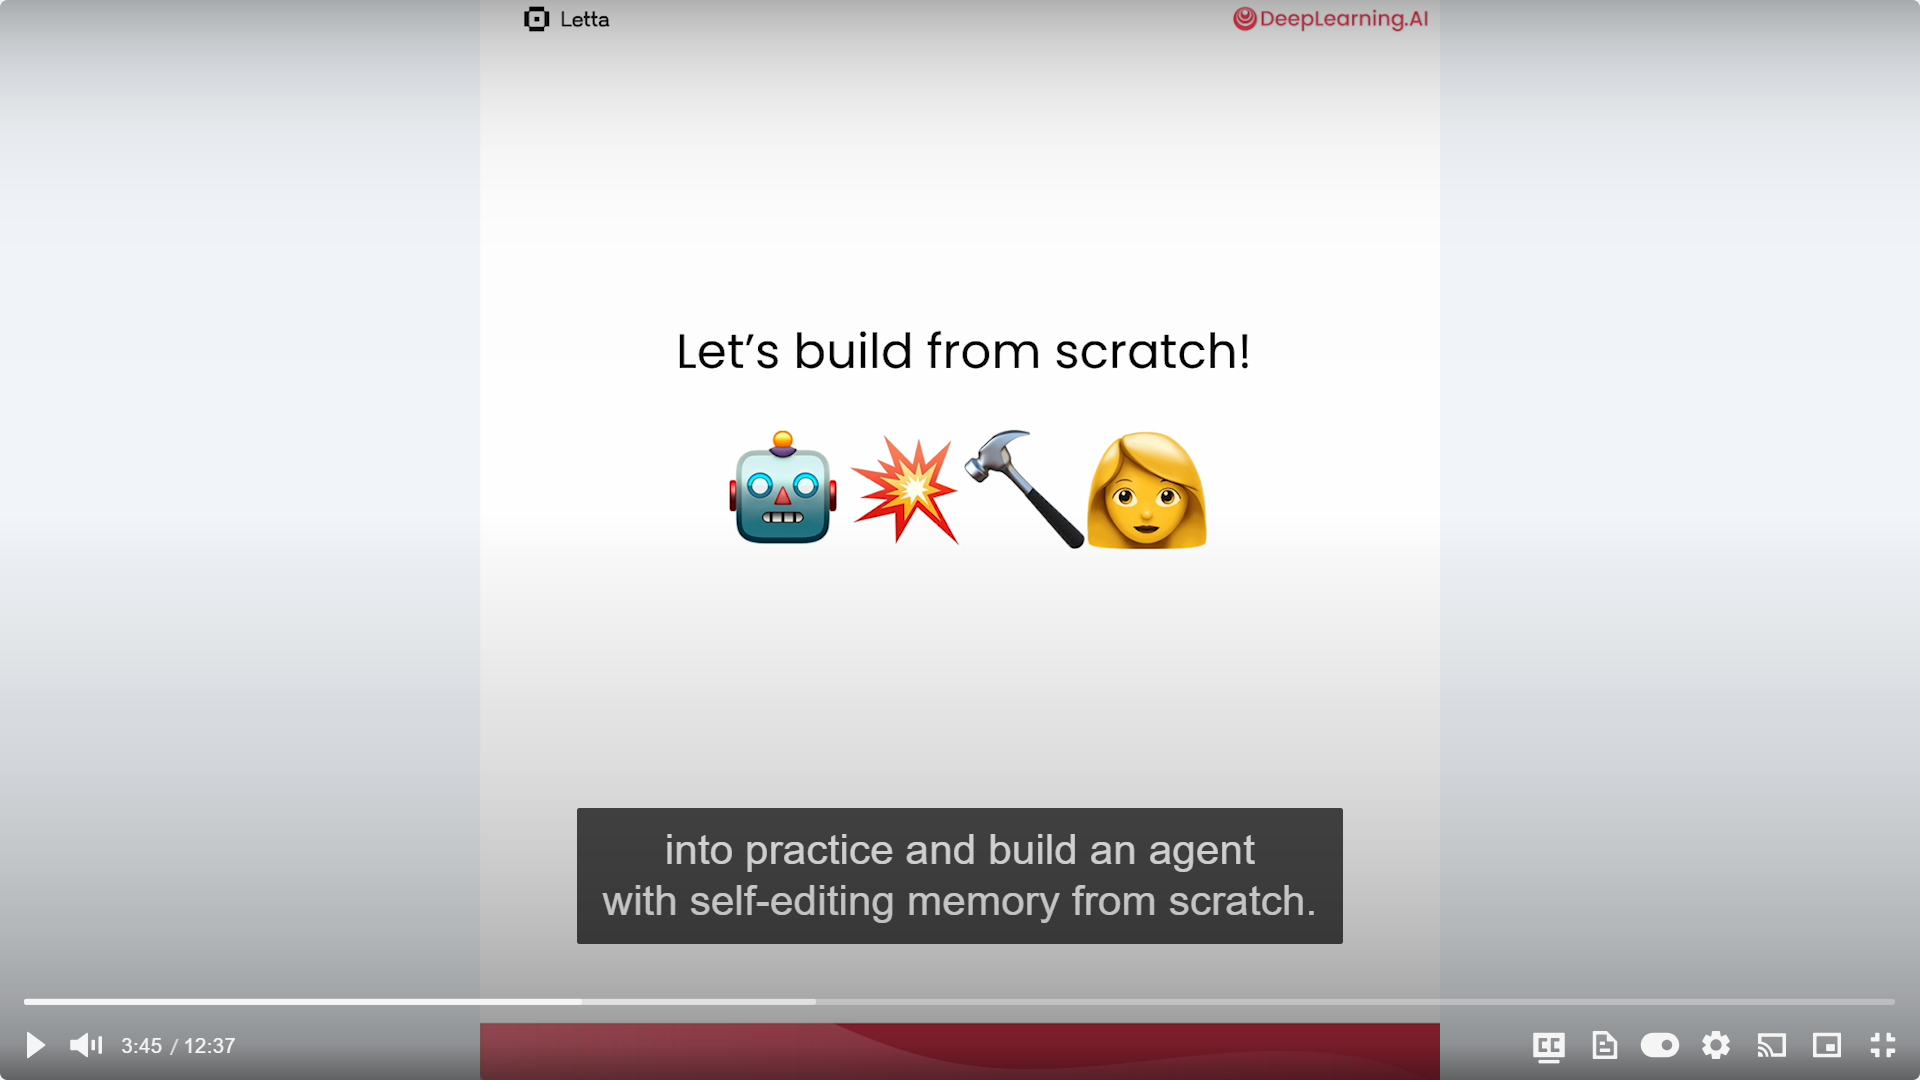 Letta
DeepLearning.AI
Let’s build from scratch!
into practice and build an agent
with self-editing memory from scratch.
3:45 / 12:37
CC